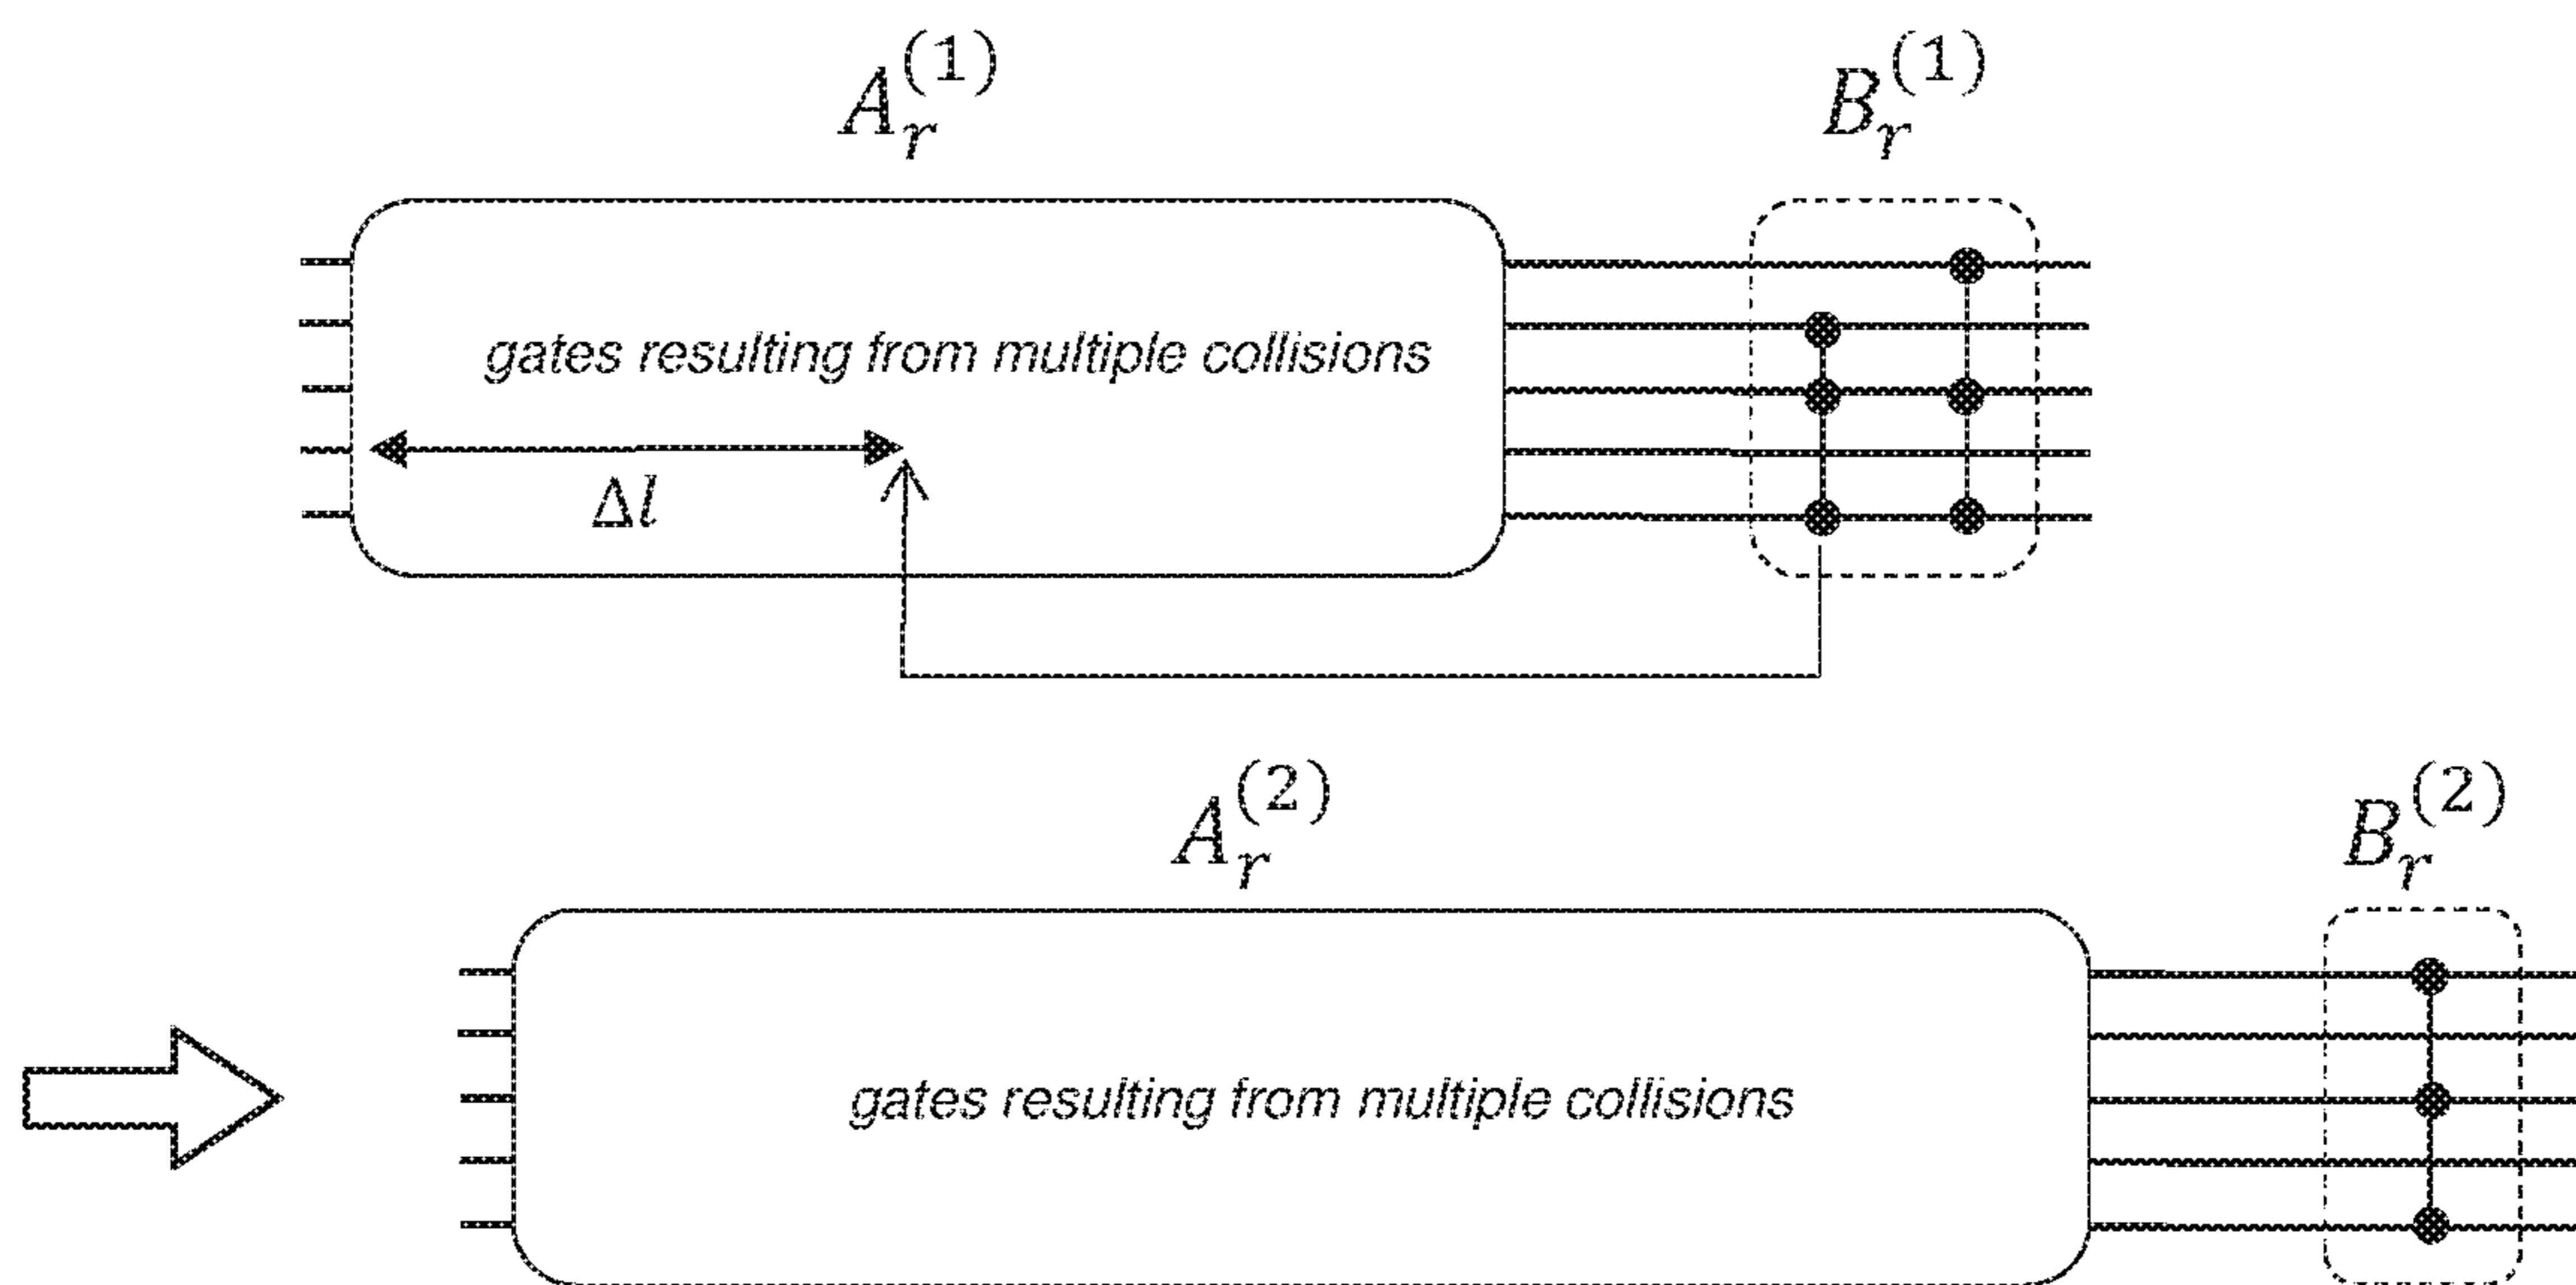 A_r^(1)
B_r^(1)
gates resulting from multiple collisions
Δl
A_r^(2)
B_r^(2)
gates resulting from multiple collisions